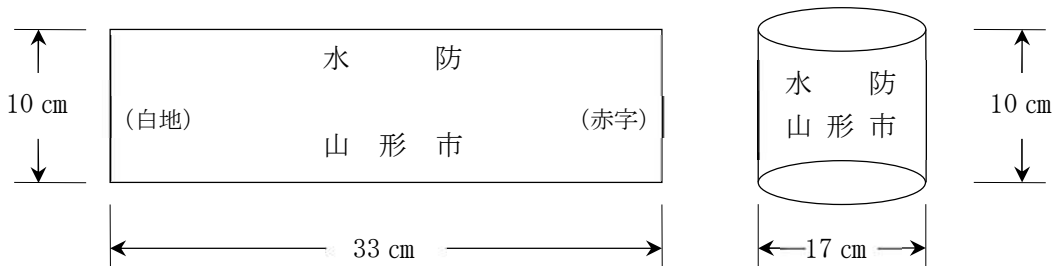 水 防
10 cm
(白地)
(赤字)
山 形 市
33 cm
水 防
山 形 市
10 cm
17 cm